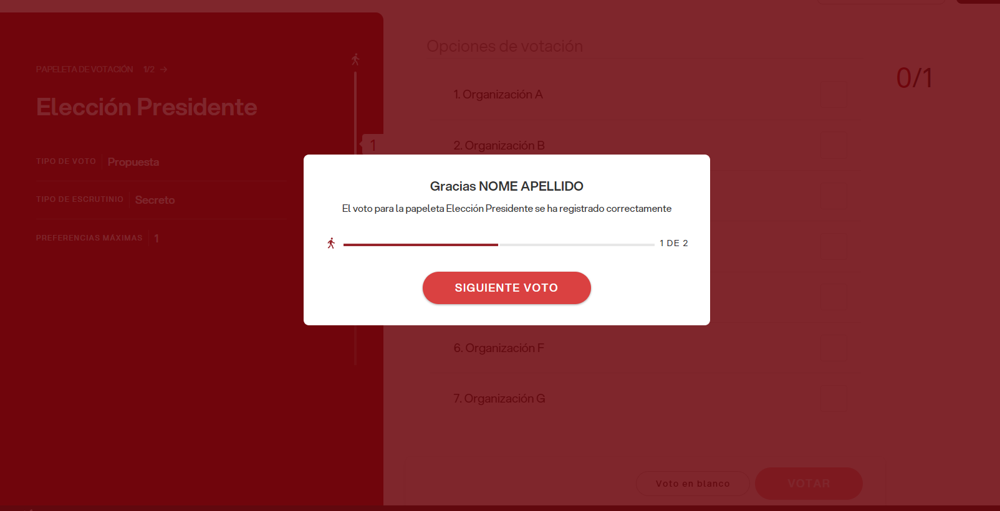 PAPELETA DE VOTACIÓN 1/2 →
Elección Presidente
TIPO DE VOTO Propuesta
TIPO DE ESCRUTINIO Secreto
PREFERENCIAS MÁXIMAS 1
1
Opciones de votación
0/1
1. Organización A
2. Organización B
Gracias NOME APELLIDO
El voto para la papeleta Elección Presidente se ha registrado correctamente
1 DE 2
SIGUIENTE VOTO
6. Organización F
7. Organización G
Voto en blanco
VOTAR